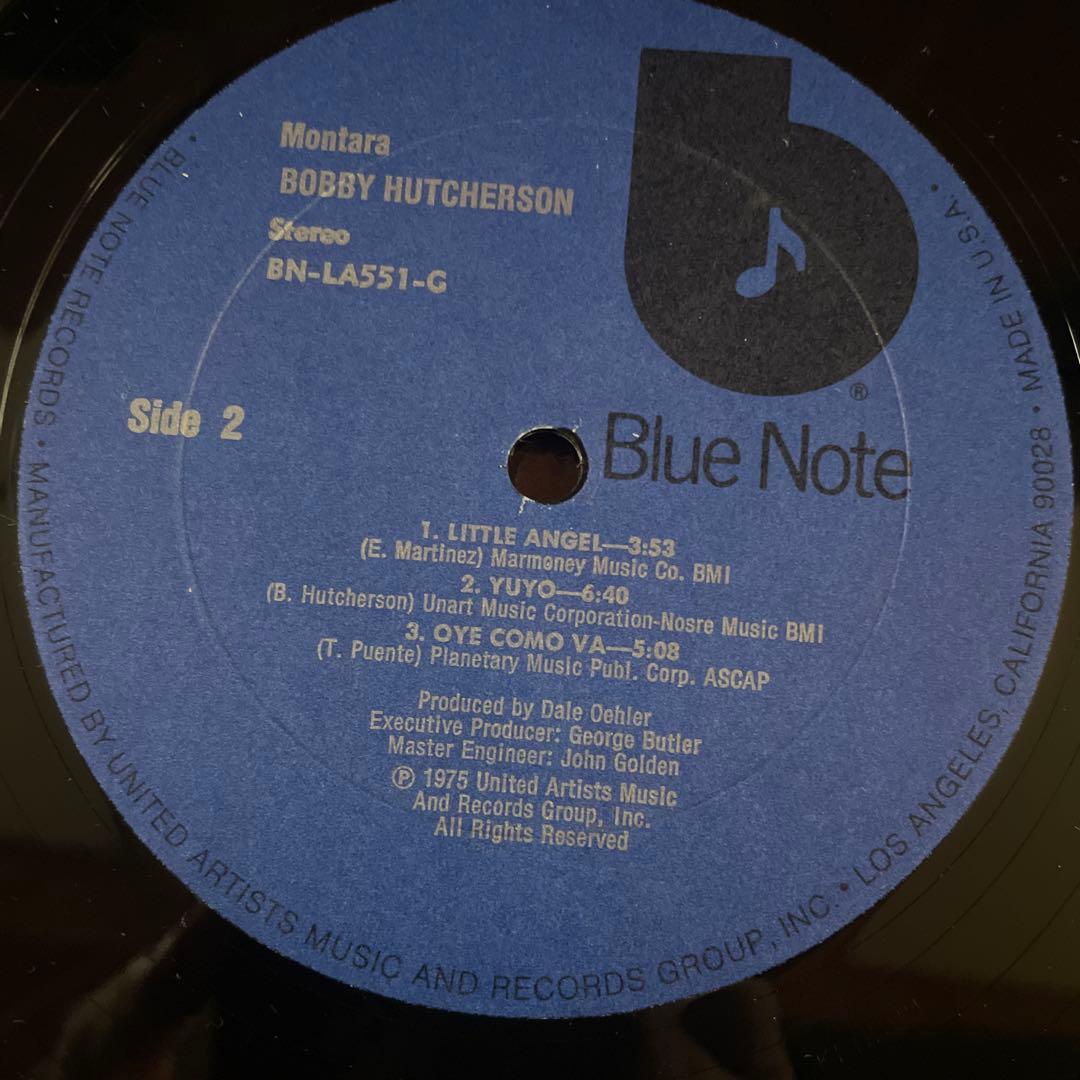 Montara
BOBBY HUTCHERSON
Stereo
BN-LA551-G
Side 2
b
®
Blue Note
1. LITTLE ANGEL—3:53
(E. Martinez) Marmoney Music Co. BMI
2. YUYO—6:40
(B. Hutcherson) Unart Music Corporation-Nosre Music BMI
3. OYE COMO VA—5:08
(T. Puente) Planetary Music Publ. Corp. ASCAP
Produced by Dale Oehler
Executive Producer: George Butler
Master Engineer: John Golden
Ⓟ 1975 United Artists Music
And Records Group, Inc.
All Rights Reserved
• BLUE NOTE RECORDS • MANUFACTURED BY UNITED ARTISTS MUSIC AND RECORDS GROUP, INC. • LOS ANGELES, CALIFORNIA 90028 • MADE IN U.S.A. •